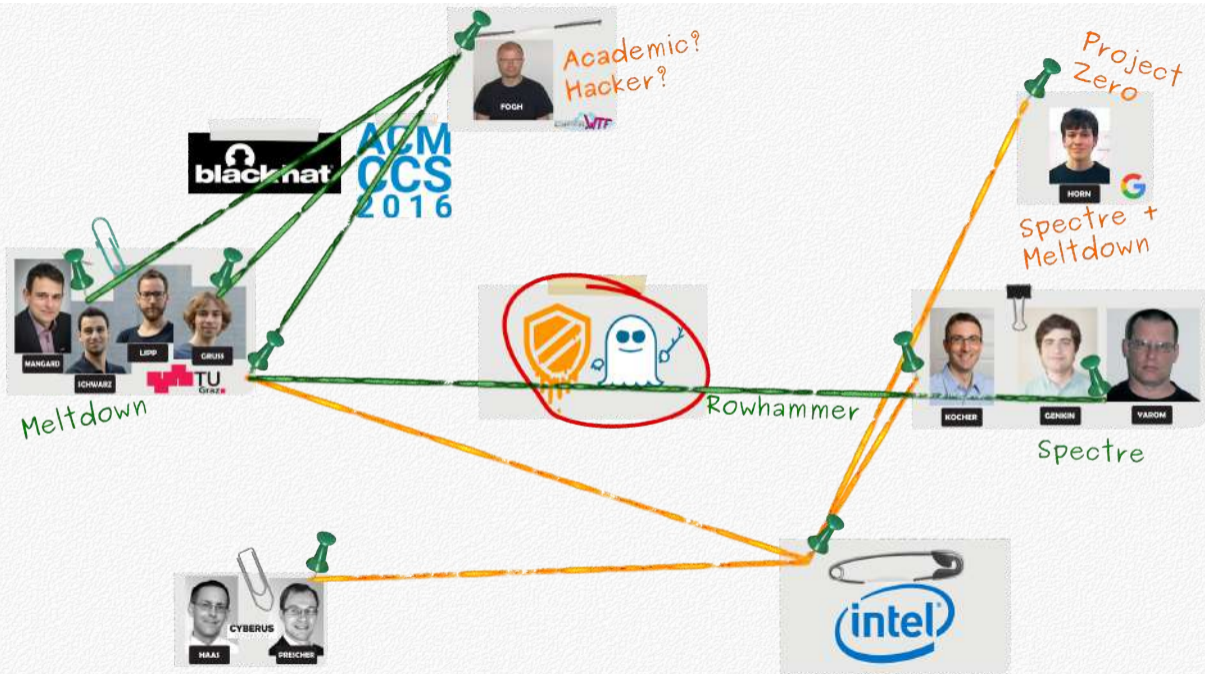 Academic?
Hacker?
FOGH
WTF
Project
Zero
HORN
Spectre +
Meltdown
blackhat
ACM
CCS
2016
MANGARD
SCHWARZ
LIPP
GRUSS
TU
Graz
Meltdown
Rowhammer
KOCHER
GENKIN
YAROM
Spectre
HAAS
CYBERUS
PRESCHER
intel